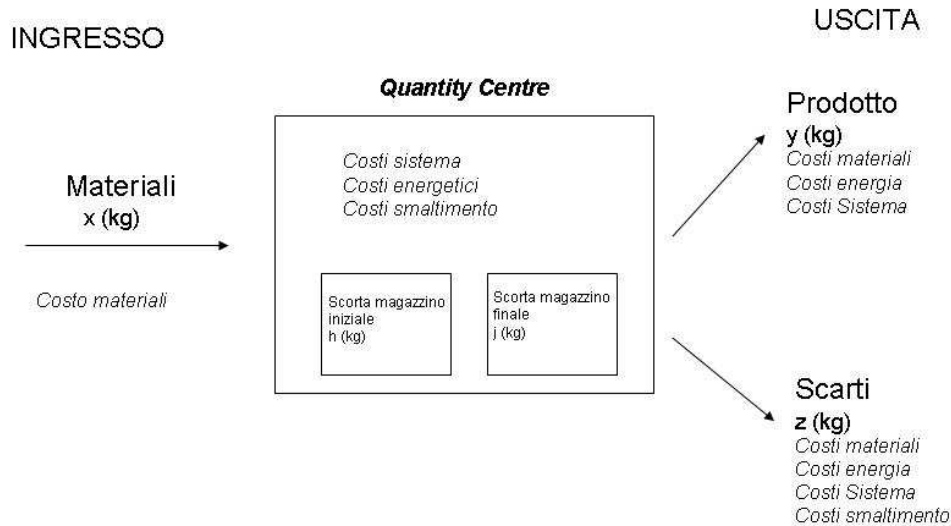 INGRESSO
USCITA
Quantity Centre
Materiali
x (kg)
Costo materiali
Costi sistema
Costi energetici
Costi smaltimento
Scorta magazzino
iniziale
h (kg)
Scorta magazzino
finale
j (kg)
Prodotto
y (kg)
Costi materiali
Costi energia
Costi Sistema
Scarti
z (kg)
Costi materiali
Costi energia
Costi Sistema
Costi smaltimento